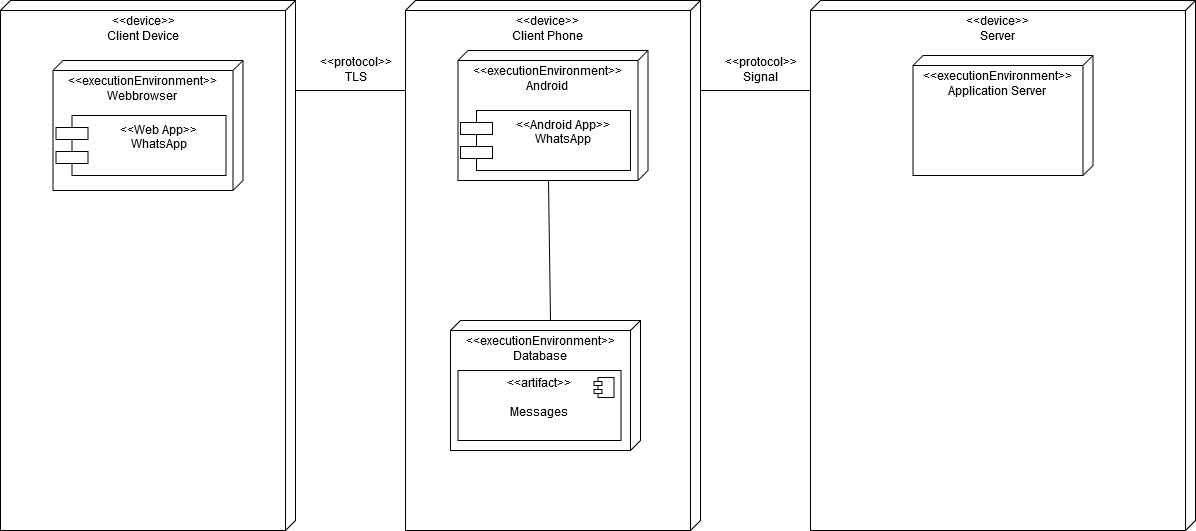 <<device>>
Client Device
<<executionEnvironment>>
Webbrowser
<<Web App>>
WhatsApp
<<protocol>>
TLS
<<device>>
Client Phone
<<executionEnvironment>>
Android
<<Android App>>
WhatsApp
<<executionEnvironment>>
Database
<<artifact>>
Messages
<<protocol>>
Signal
<<device>>
Server
<<executionEnvironment>>
Application Server